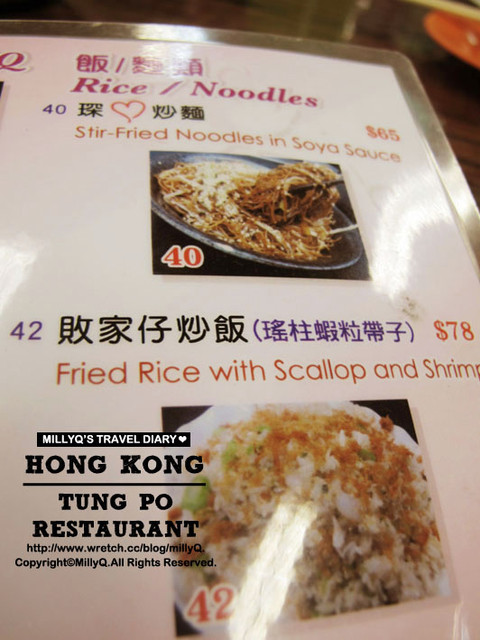 Q 飯/麵類
Rice / Noodles
40 琛♡炒麵 $65
Stir-Fried Noodles in Soya Sauce
40
42 敗家仔炒飯(瑤柱蝦粒帶子) $78
Fried Rice with Scallop and Shrimp
42
MILLYQ'S TRAVEL DIARY❤
HONG KONG
TUNG PO
RESTAURANT
http://www.wretch.cc/blog/millyQ.
Copyright©MillyQ.All Rights Reserved.